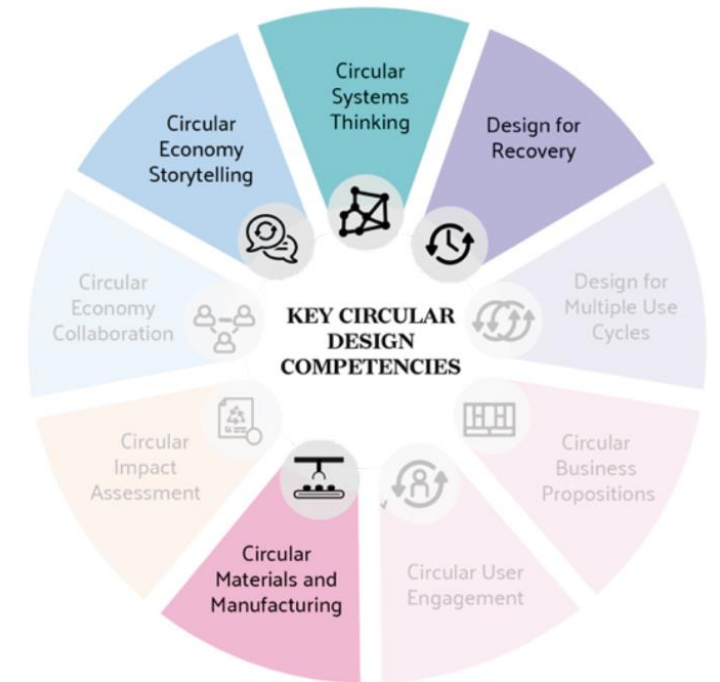 Circular
Systems
Thinking
Design for
Recovery
Design for
Multiple Use
Cycles
Circular
Business
Propositions
Circular User
Engagement
Circular
Materials and
Manufacturing
Circular
Impact
Assessment
Circular
Economy
Collaboration
Circular
Economy
Storytelling
KEY CIRCULAR
DESIGN
COMPETENCIES